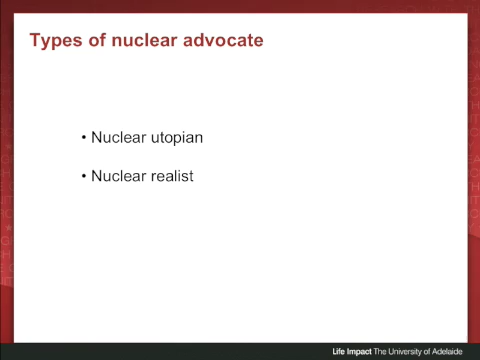 Types of nuclear advocate
• Nuclear utopian
• Nuclear realist
Life Impact The University of Adelaide